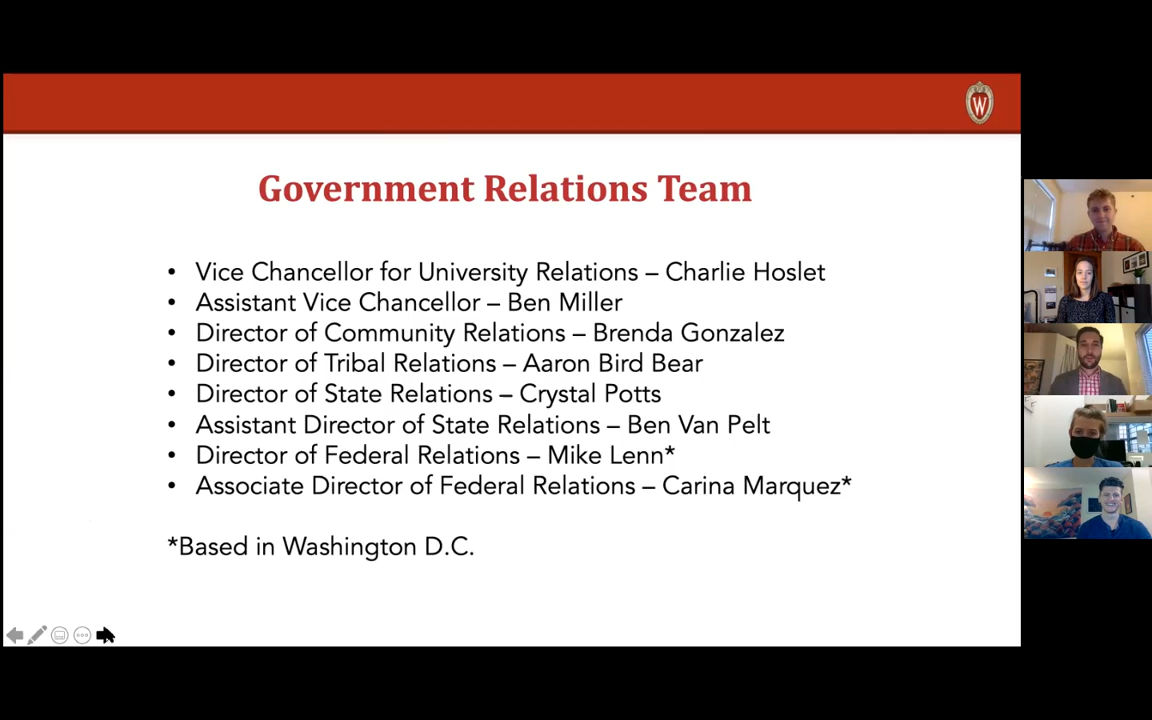 W
Government Relations Team
• Vice Chancellor for University Relations – Charlie Hoslet
• Assistant Vice Chancellor – Ben Miller
• Director of Community Relations – Brenda Gonzalez
• Director of Tribal Relations – Aaron Bird Bear
• Director of State Relations – Crystal Potts
• Assistant Director of State Relations – Ben Van Pelt
• Director of Federal Relations – Mike Lenn*
• Associate Director of Federal Relations – Carina Marquez*
*Based in Washington D.C.